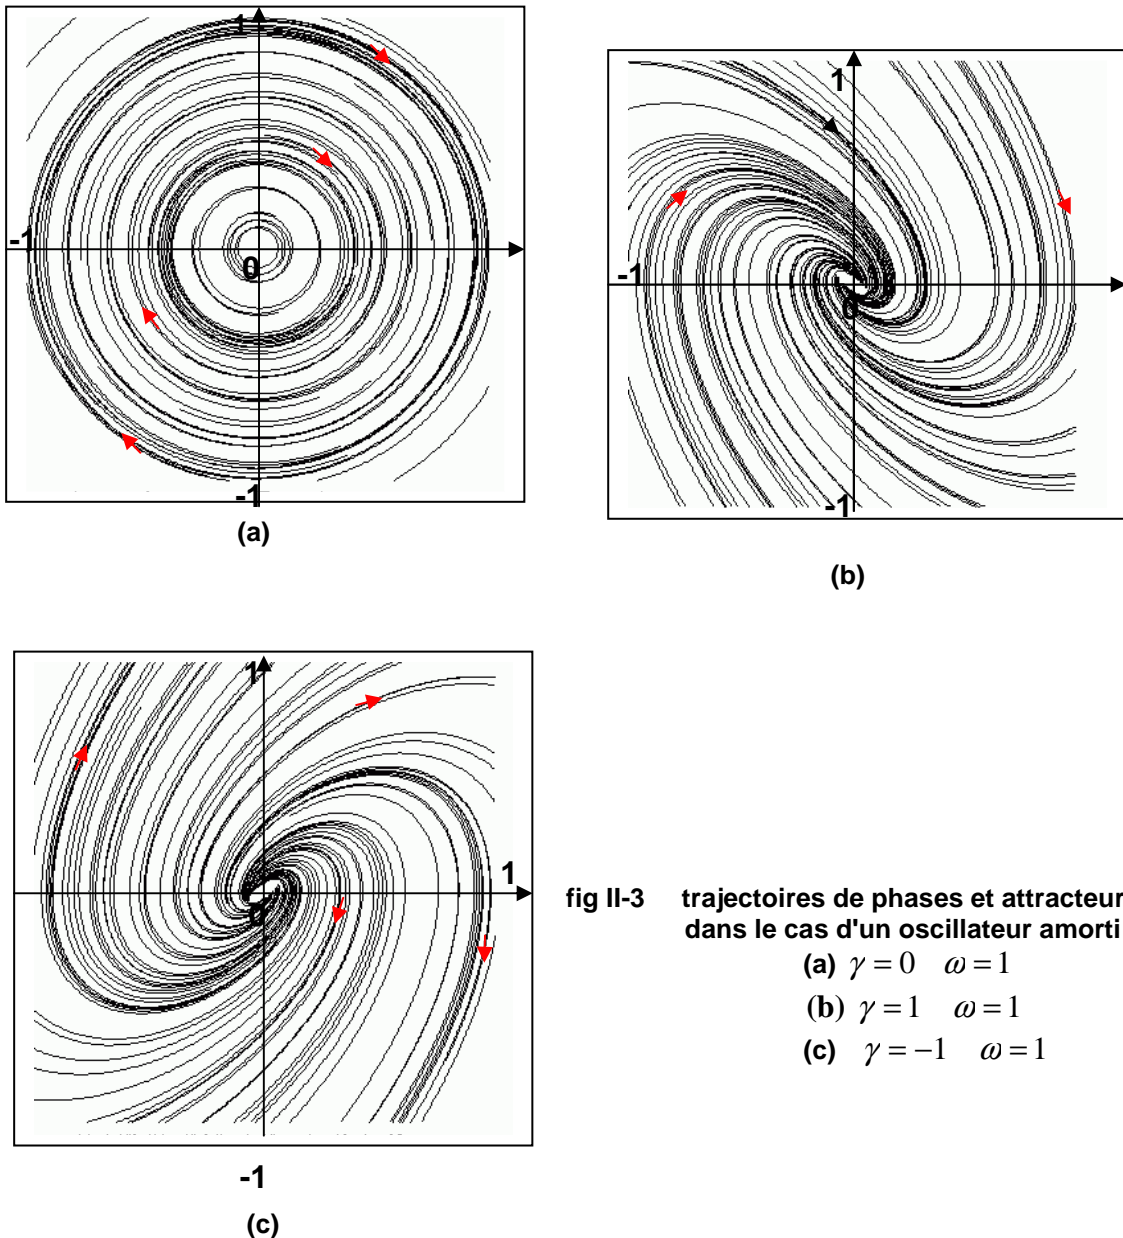 1
-1
0
-1
(a)
1
-1
0
-1
(b)
1
1
0
-1
(c)
fig II-3 trajectoires de phases et attracteur
dans le cas d'un oscillateur amorti
(a) γ = 0 ω = 1
(b) γ = 1 ω = 1
(c) γ = −1 ω = 1